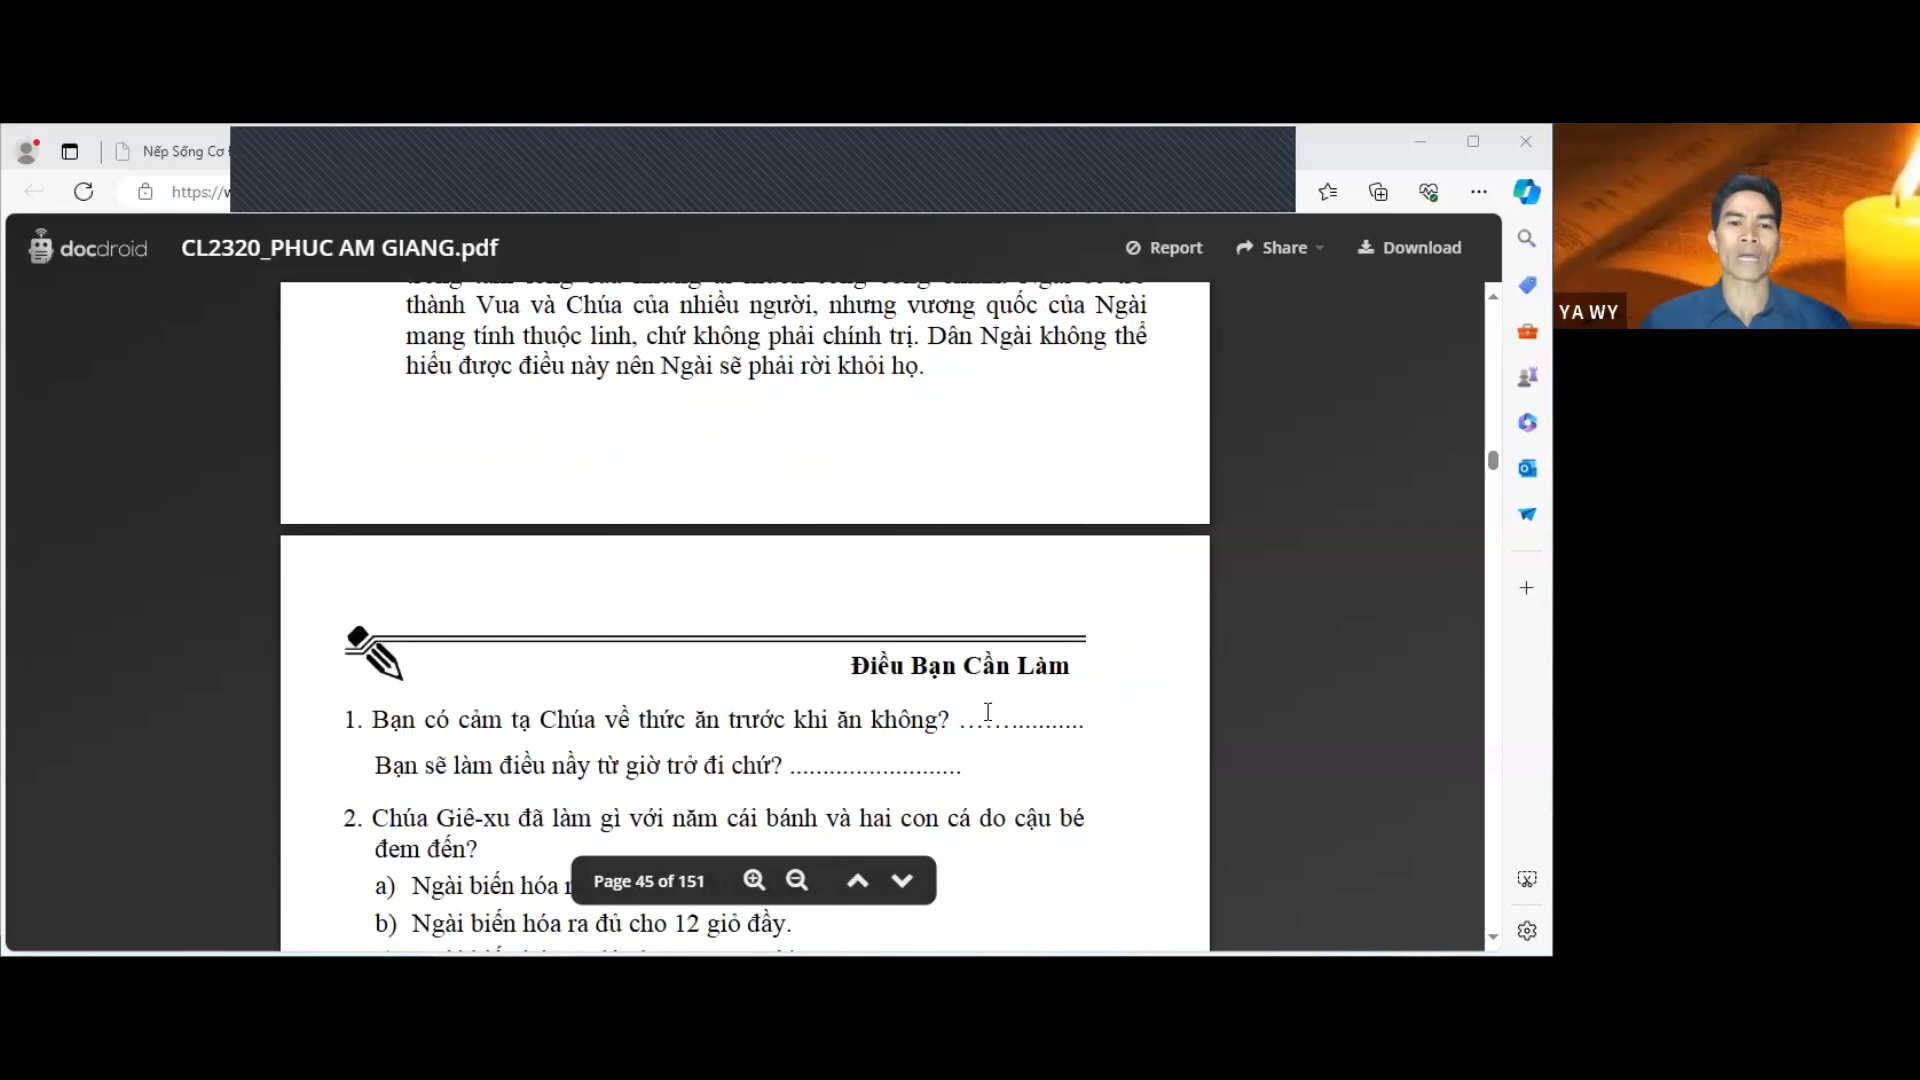 Nếp Sống Cơ
https://w
docdroid
CL2320_PHUC AM GIANG.pdf
Report
Share
Download
YA WY
thành Vua và Chúa của nhiều người, nhưng vương quốc của Ngài
mang tính thuộc linh, chứ không phải chính trị. Dân Ngài không thể
hiểu được điều này nên Ngài sẽ phải rời khỏi họ.
Điều Bạn Cần Làm
1. Bạn có cảm tạ Chúa về thức ăn trước khi ăn không? ................
Bạn sẽ làm điều nầy từ giờ trở đi chứ? ..........................
2. Chúa Giê-xu đã làm gì với năm cái bánh và hai con cá do cậu bé
đem đến?
a) Ngài biến hóa
b) Ngài biến hóa ra đủ cho 12 giỏ đầy.
Page 45 of 151